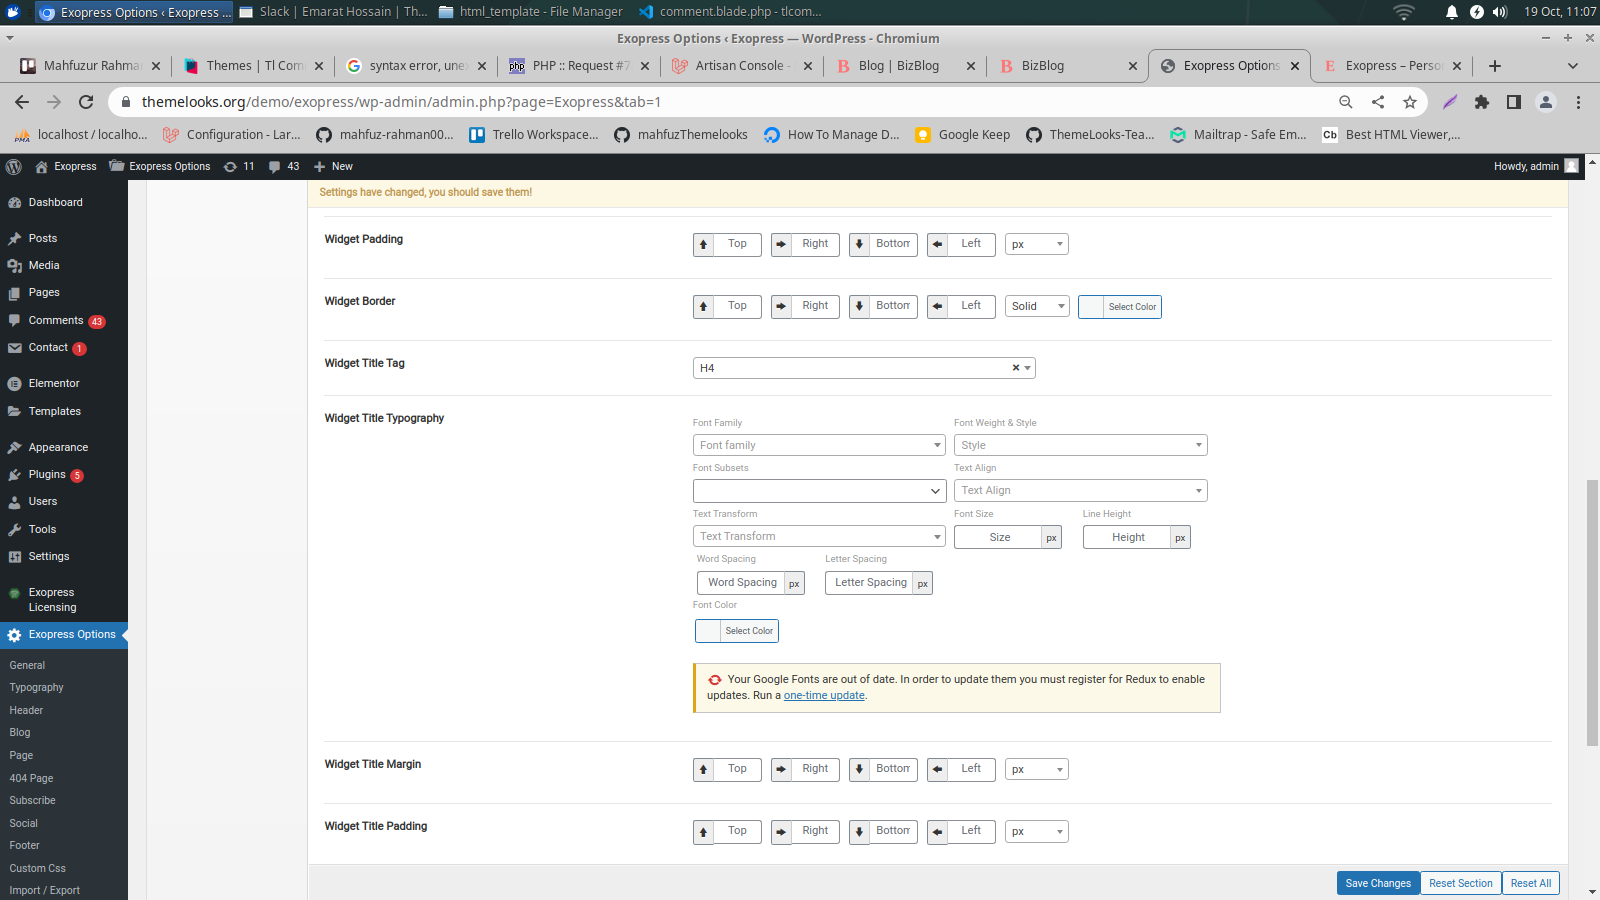 Exopress Options ‹ Exopress ...
Slack | Emarat Hossain | Th...
html_template - File Manager
comment.blade.php - tlcom...
19 Oct, 11:07
Exopress Options ‹ Exopress — WordPress - Chromium
Mahfuzur Rahma
Themes | Tl Com
syntax error, une
php
PHP :: Request #7
Artisan Console -
B
Blog | BizBlog
B
BizBlog
Exopress Options
E
Exopress – Perso
themelooks.org/demo/exopress/wp-admin/admin.php?page=Exopress&tab=1
PMA
localhost / localho...
Configuration - Lar...
mahfuz-rahman00...
Trello Workspace...
mahfuzThemelooks
How To Manage D...
Google Keep
ThemeLooks-Tea...
Mailtrap - Safe Em...
Cb
Best HTML Viewer,...
Exopress
Exopress Options
11
43
New
Howdy, admin
Dashboard
Posts
Media
Pages
Comments 43
Contact 1
Elementor
Templates
Appearance
Plugins 5
Users
Tools
Settings
Exopress
Licensing
Exopress Options
General
Typography
Header
Blog
Page
404 Page
Subscribe
Social
Footer
Custom Css
Import / Export
Settings have changed, you should save them!
Widget Padding
Top
Right
Bottom
Left
px
Widget Border
Top
Right
Bottom
Left
Solid
Select Color
Widget Title Tag
H4
Widget Title Typography
Font Family
Font Weight & Style
Font family
Style
Font Subsets
Text Align
Text Align
Text Transform
Font Size
Line Height
Text Transform
Size px
Height px
Word Spacing
Letter Spacing
Word Spacing px
Letter Spacing px
Font Color
Select Color
Your Google Fonts are out of date. In order to update them you must register for Redux to enable
updates. Run a one-time update.
Widget Title Margin
Top
Right
Bottom
Left
px
Widget Title Padding
Top
Right
Bottom
Left
px
Save Changes
Reset Section
Reset All